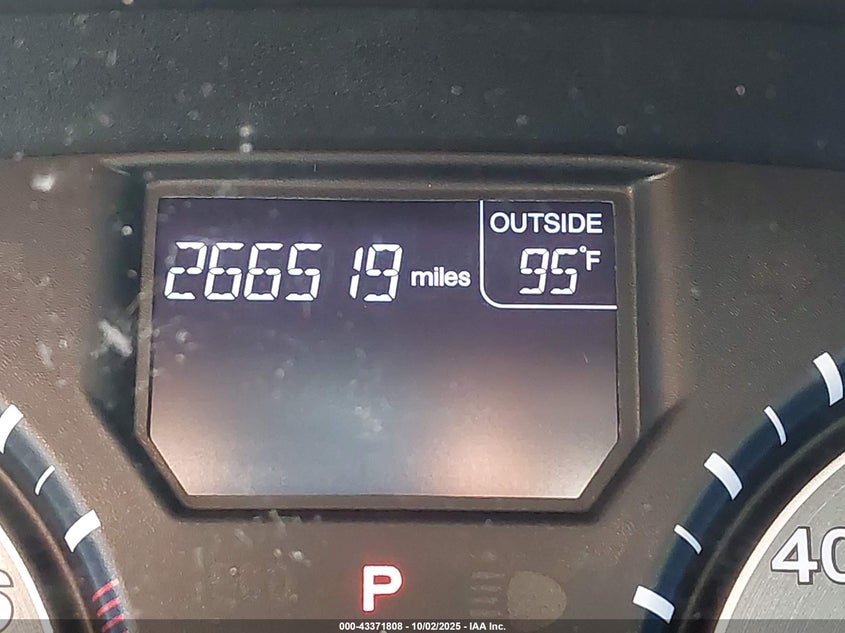 OUTSIDE
266519 miles 95°F
40
P
000-43371808 - 10/02/2025 - IAA Inc.